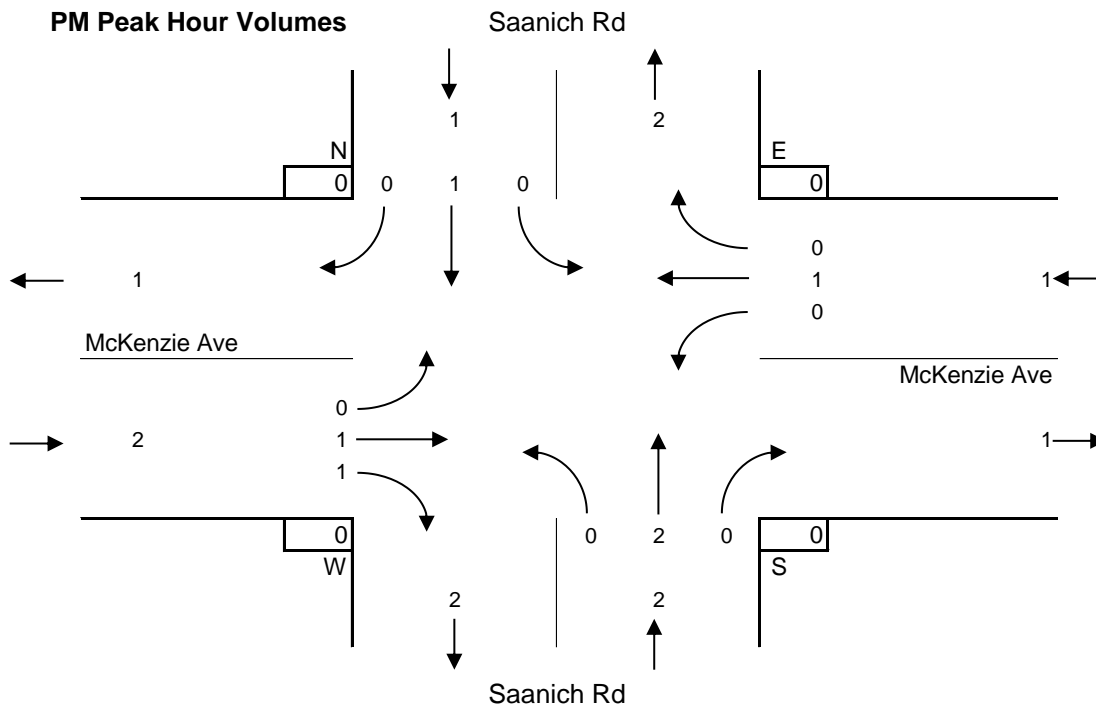 PM Peak Hour Volumes Saanich Rd
1 2
N E
0 0 1 0 0
0
1 1 1
0
McKenzie Ave
McKenzie Ave
0
2 1 1
1
0 0 2 0 0
W S
2 2
Saanich Rd